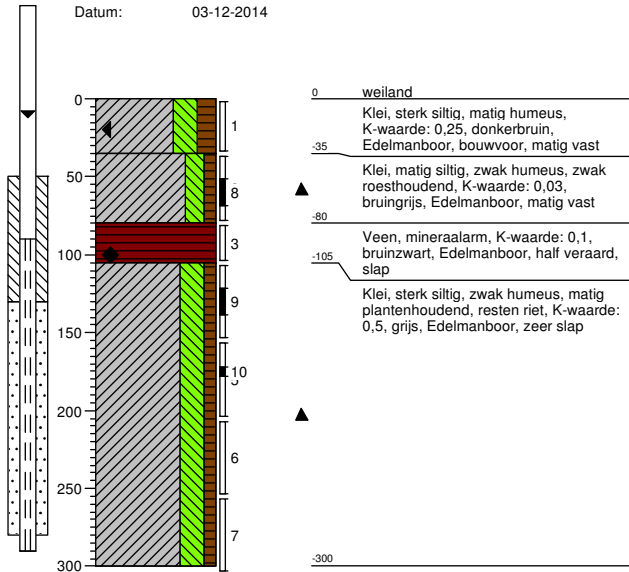 Datum: 03-12-2014
0
50
100
150
200
250
300
1
8
3
9
10
6
7
0 weiland
Klei, sterk siltig, matig humeus,
K-waarde: 0,25, donkerbruin,
Edelmanboor, bouwvoor, matig vast
-35
Klei, matig siltig, zwak humeus, zwak
roesthoudend, K-waarde: 0,03,
bruingrijs, Edelmanboor, matig vast
-80
Veen, mineraalarm, K-waarde: 0,1,
bruinzwart, Edelmanboor, half veraard,
slap
-105
Klei, sterk siltig, zwak humeus, matig
plantenhoudend, resten riet, K-waarde:
0,5, grijs, Edelmanboor, zeer slap
-300